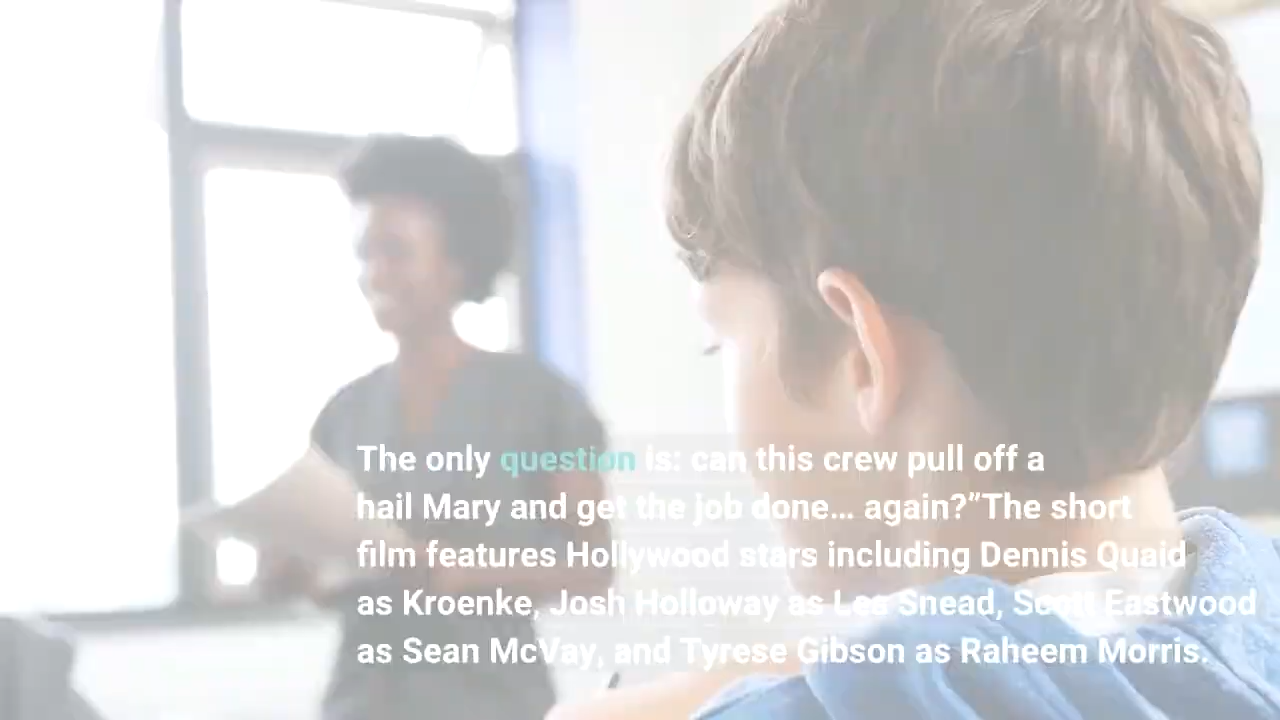 The only question is: can this crew pull off a
hail Mary and get the job done… again?”The short
film features Hollywood stars including Dennis Quaid
as Kroenke, Josh Holloway as Les Snead, Scott Eastwood
as Sean McVay, and Tyrese Gibson as Raheem Morris.